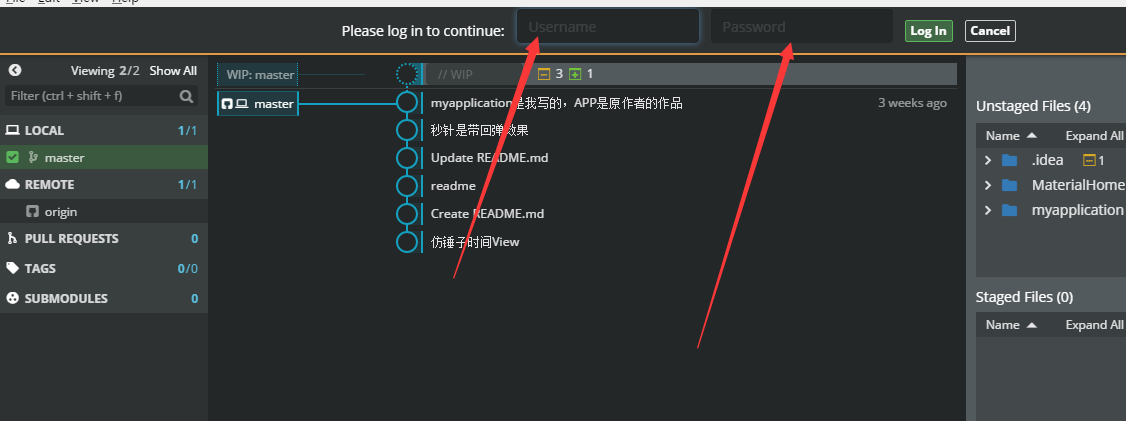 File Edit View Help
Please log in to continue: Username Password Log In Cancel
Viewing 2/2 Show All
Filter (ctrl + shift + f)
LOCAL 1/1
master
REMOTE 1/1
origin
PULL REQUESTS 0
TAGS 0/0
SUBMODULES 0
WIP: master // WIP 3 1
master myapplication是我写的，APP是原作者的作品 3 weeks ago
秒针是带回弹效果
Update README.md
readme
Create README.md
仿锤子时间View
Unstaged Files (4)
Name Expand All
.idea 1
MaterialHome
myapplication
Staged Files (0)
Name Expand All